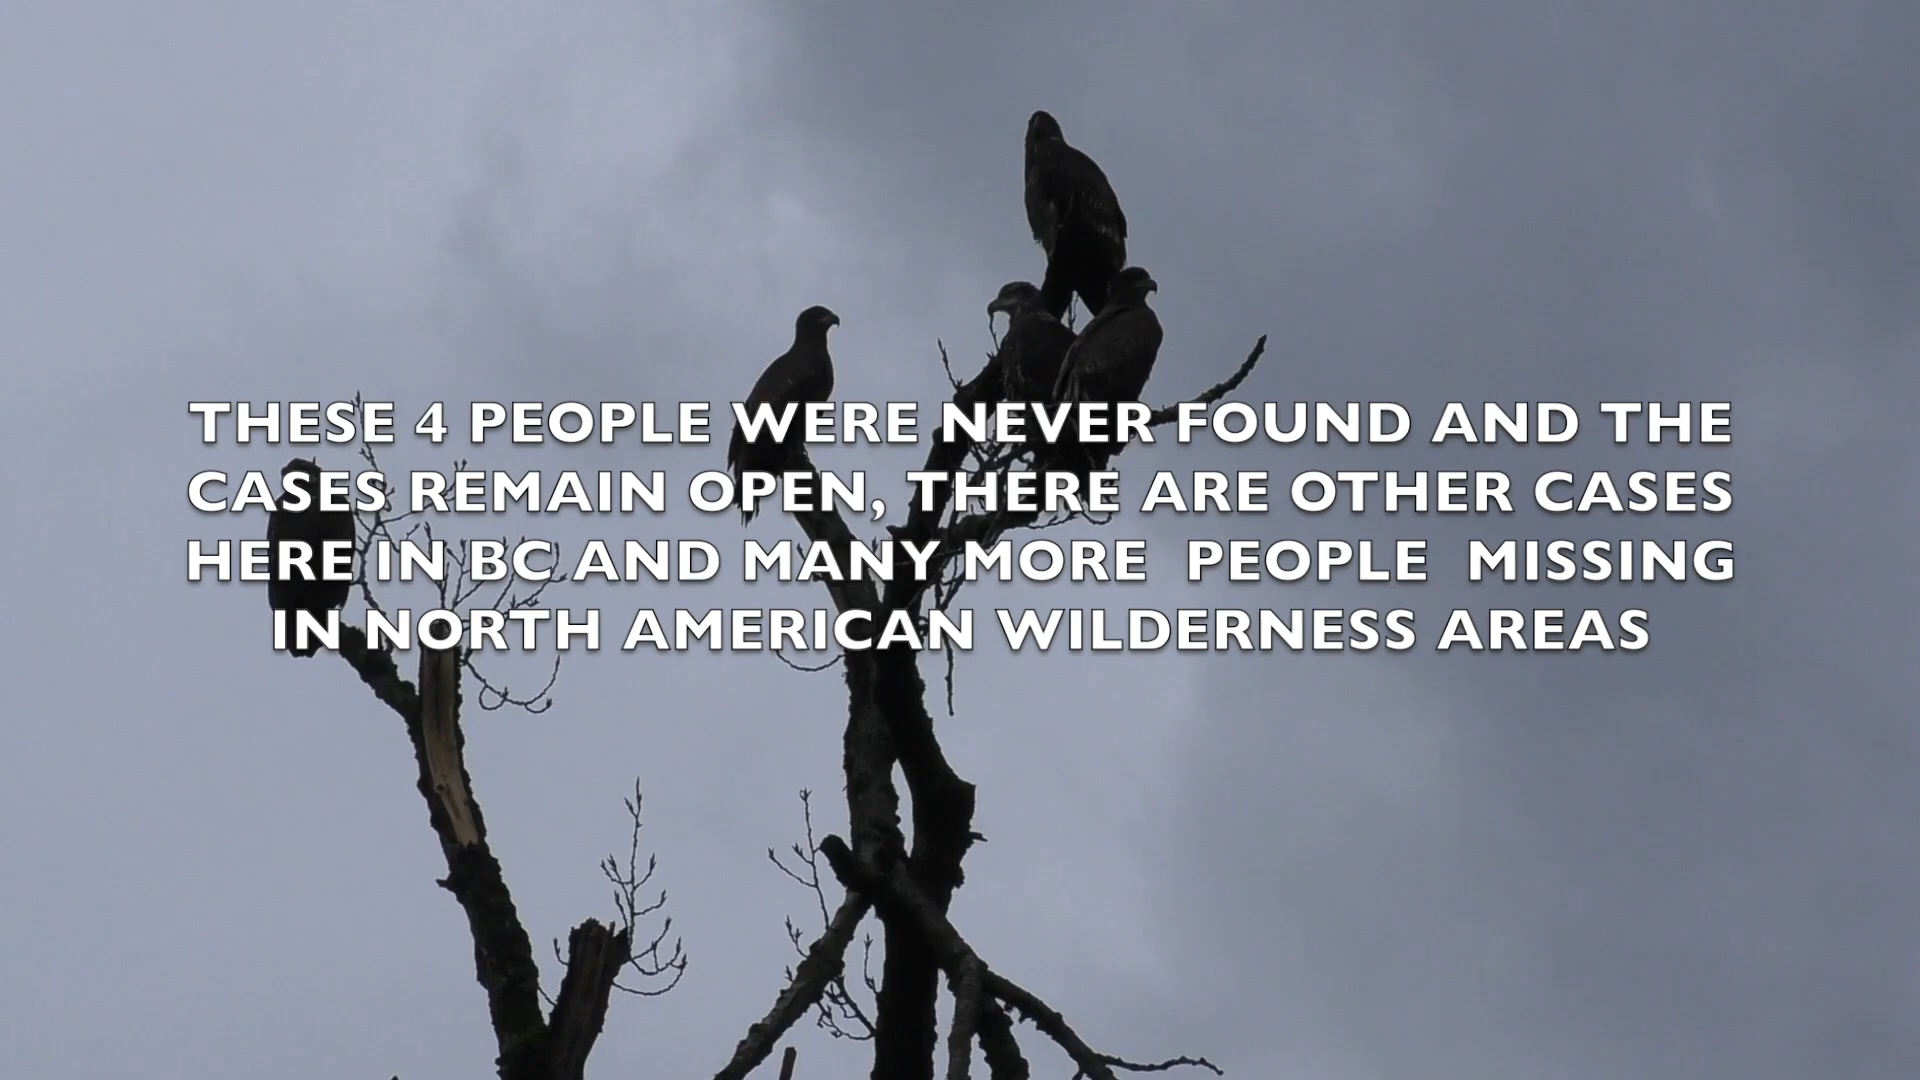 THESE 4 PEOPLE WERE NEVER FOUND AND THE
CASES REMAIN OPEN, THERE ARE OTHER CASES
HERE IN BC AND MANY MORE PEOPLE MISSING
IN NORTH AMERICAN WILDERNESS AREAS